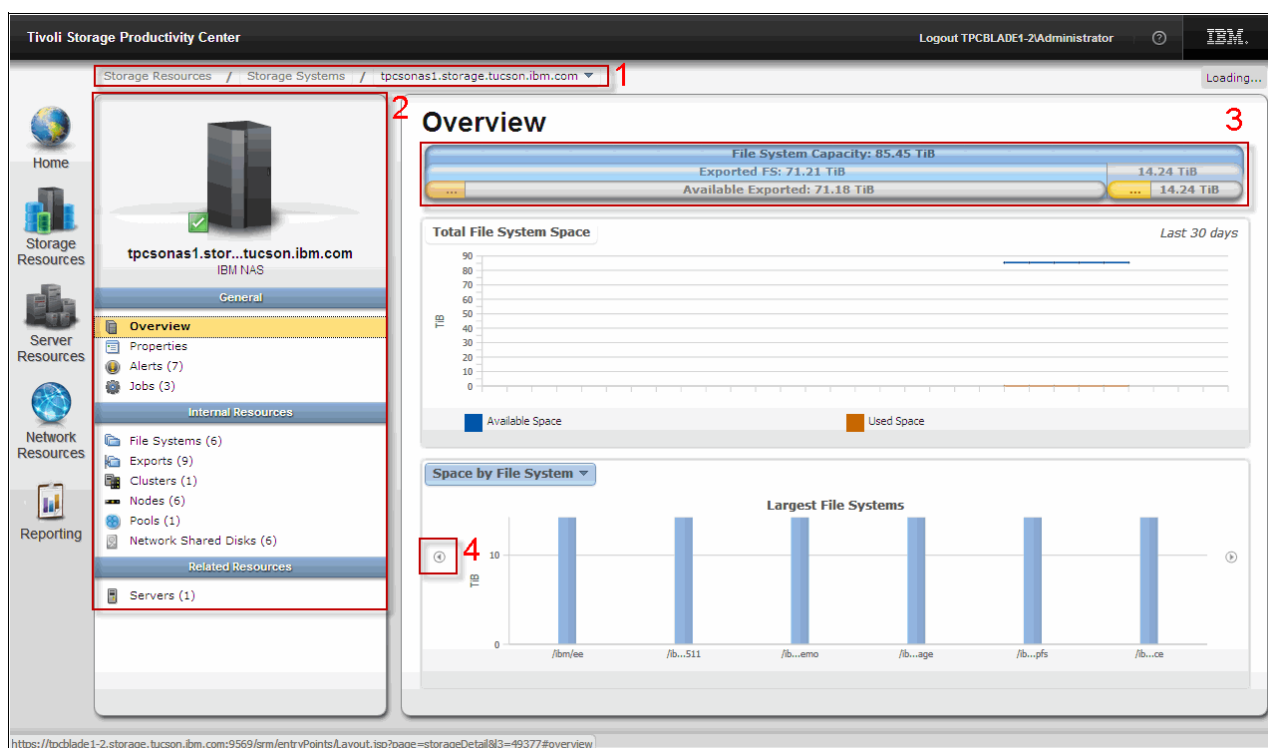 Tivoli Storage Productivity Center
Logout TPCBLADE1-2\Administrator
?
IBM.
Storage Resources / Storage Systems / tpcsonas1.storage.tucson.ibm.com
1
Loading...
Home
Storage Resources
Server Resources
Network Resources
Reporting
2
tpcsonas1.stor...tucson.ibm.com
IBM NAS
General
Overview
Properties
Alerts (7)
Jobs (3)
Internal Resources
File Systems (6)
Exports (9)
Clusters (1)
Nodes (6)
Pools (1)
Network Shared Disks (6)
Related Resources
Servers (1)
Overview
3
File System Capacity: 85.45 TiB
Exported FS: 71.21 TiB
14.24 TiB
...
Available Exported: 71.18 TiB
...
14.24 TiB
Total File System Space
Last 30 days
90
80
70
60
50
40
30
20
10
0
TiB
Available Space
Used Space
Space by File System
Largest File Systems
4
10
TiB
0
/ibm/ee
/ib...511
/ib...emo
/ib...age
/ib...pfs
/ib...ce
https://tpcblade1-2.storage.tucson.ibm.com:9569/srm/entryPoints/Layout.jsp?page=storageDetail&l3=49377#overview